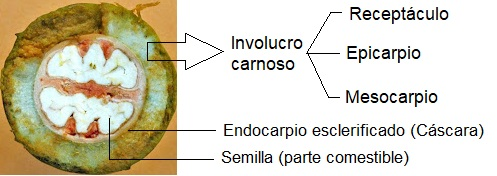 Receptáculo
Involucro
carnoso
Epicarpio
Mesocarpio
Endocarpio esclerificado (Cáscara)
Semilla (parte comestible)